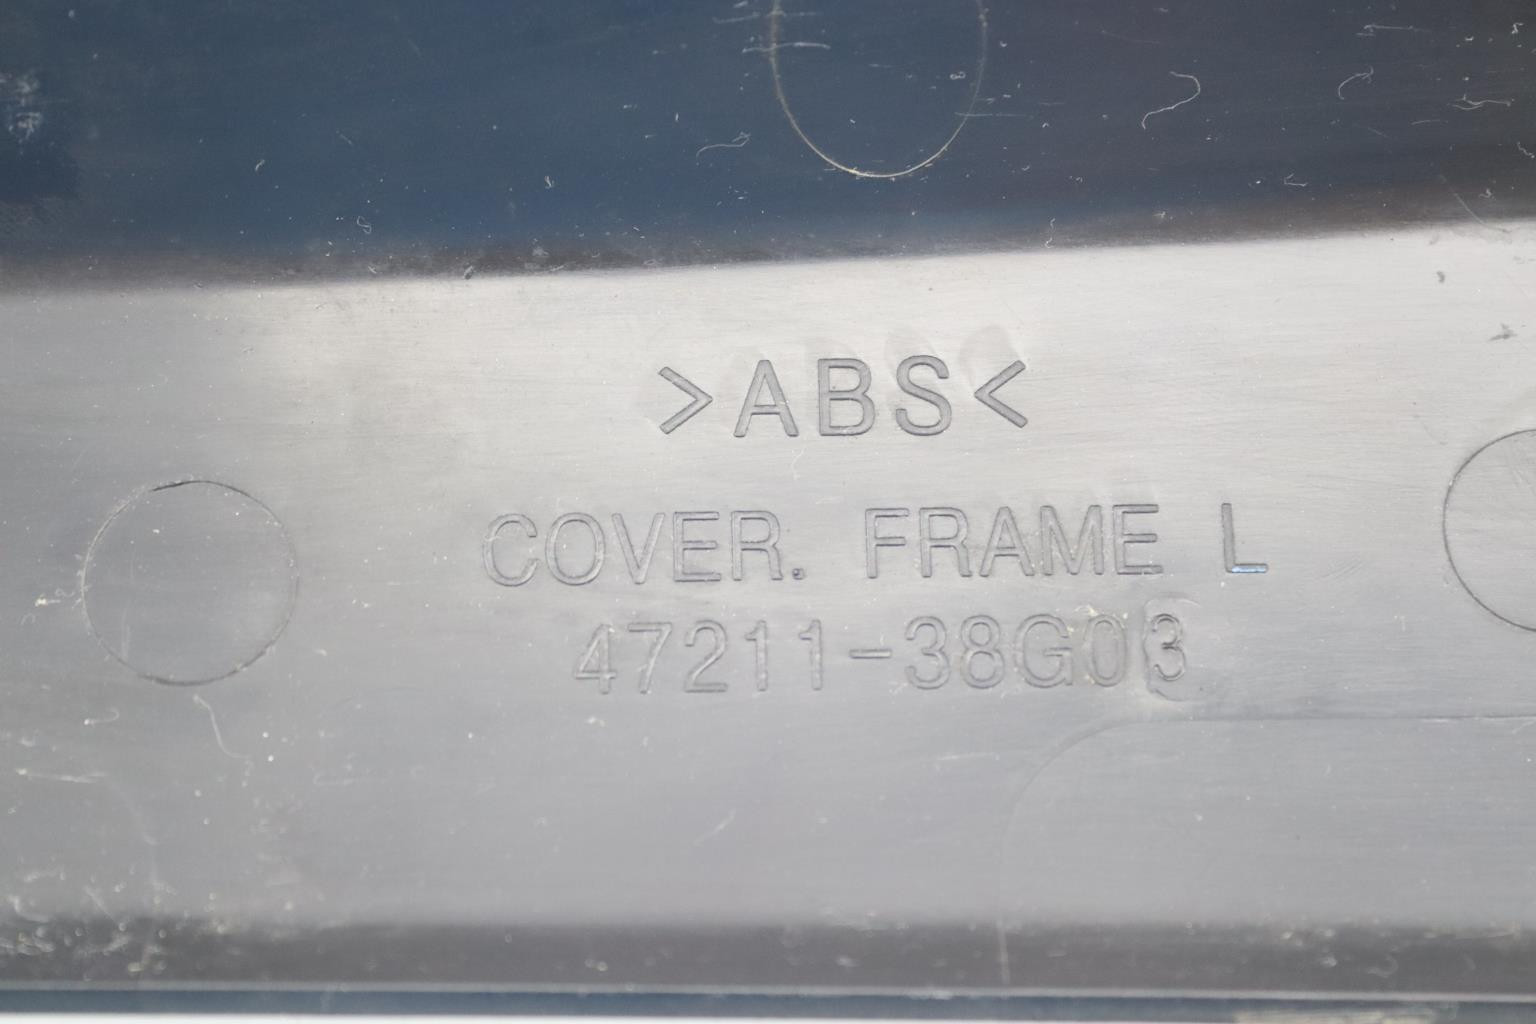 >ABS<
COVER. FRAME L
47211-38G03